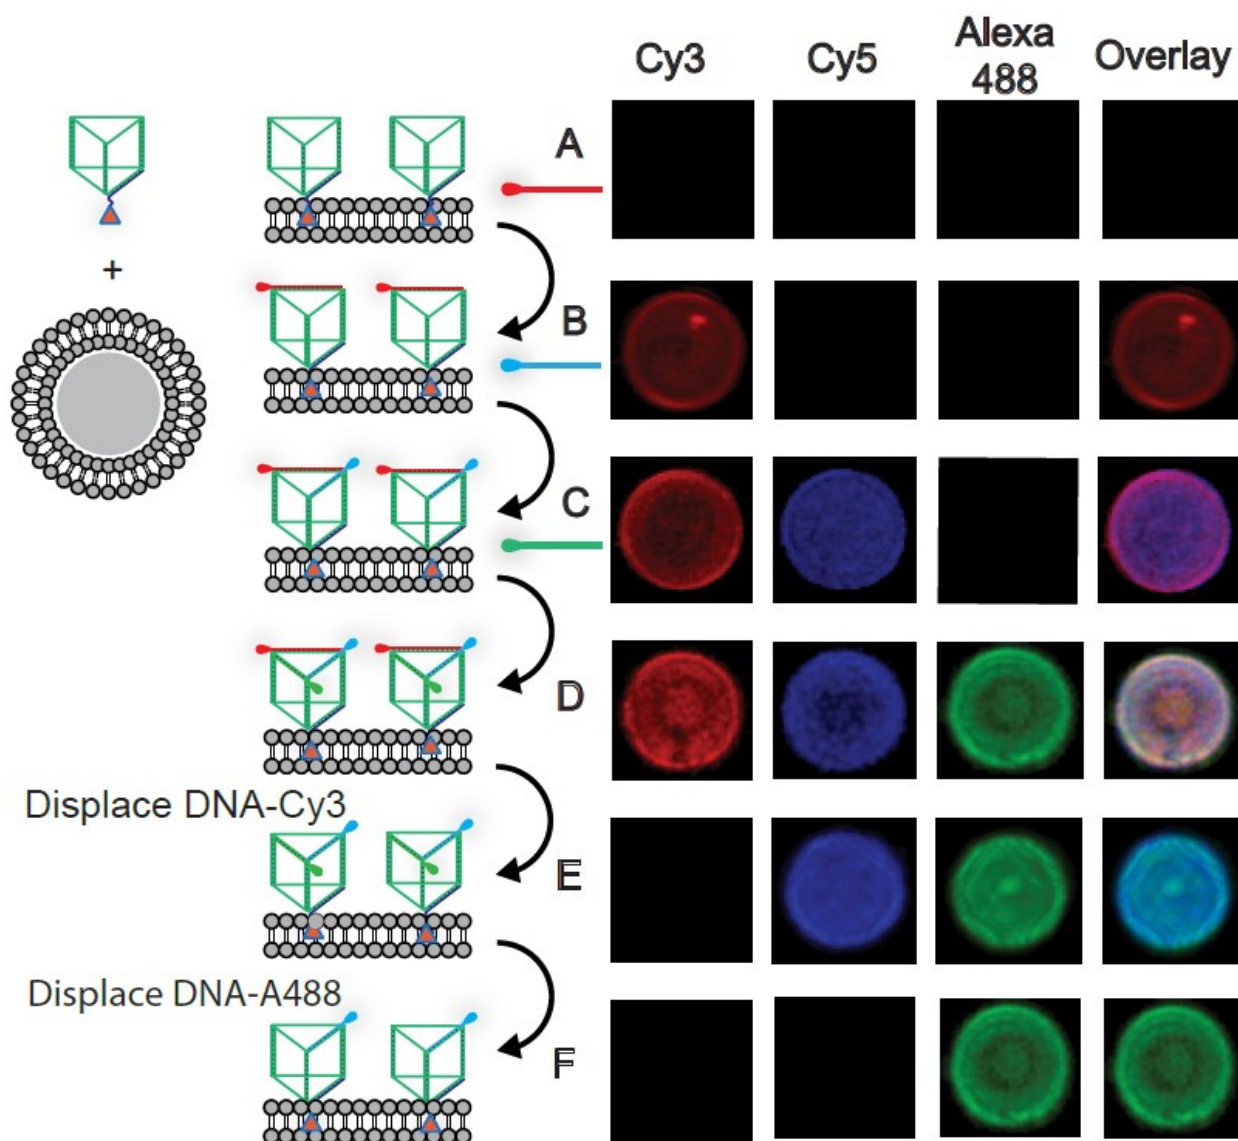 Cy3
Cy5
Alexa
488
Overlay
A
+
B
C
D
Displace DNA-Cy3
E
Displace DNA-A488
F